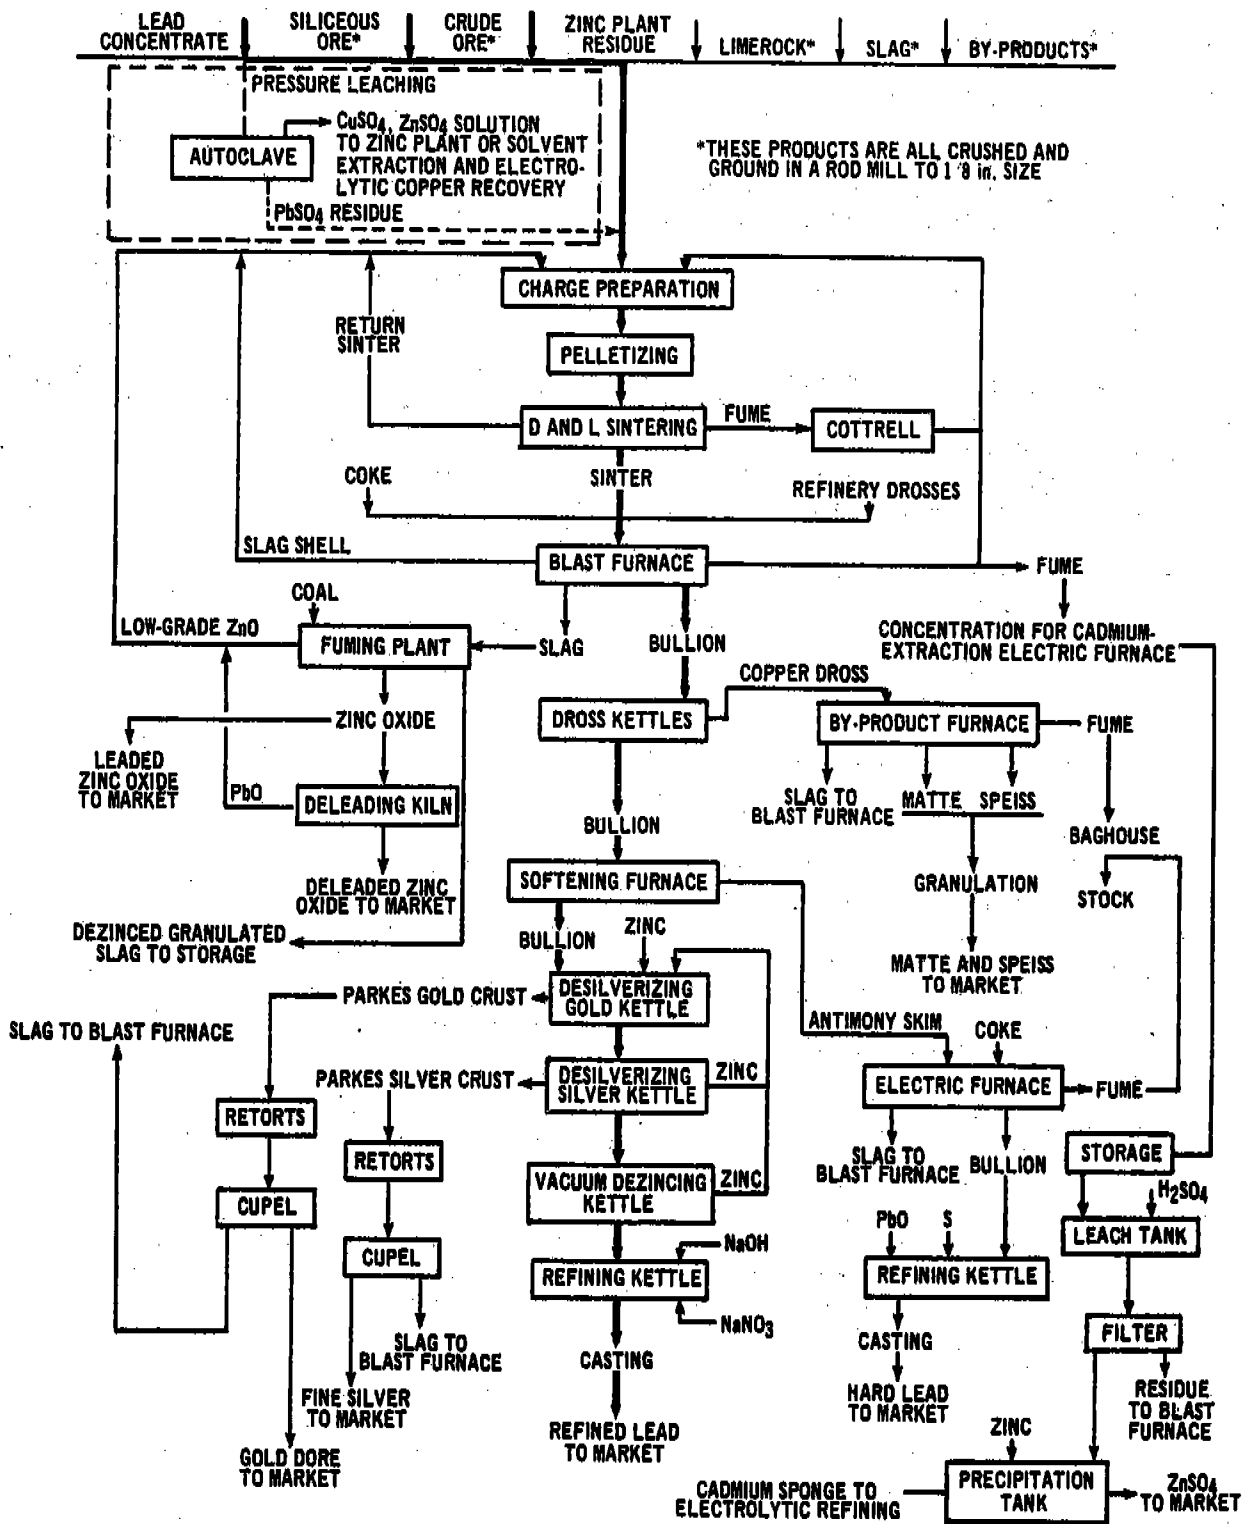 LEAD
CONCENTRATE
SILICEOUS
ORE*
CRUDE
ORE*
ZINC PLANT
RESIDUE
LIMEROCK*
SLAG*
BY-PRODUCTS*
PRESSURE LEACHING
AUTOCLAVE
CuSO4, ZnSO4 SOLUTION
TO ZINC PLANT OR SOLVENT
EXTRACTION AND ELECTRO-
LYTIC COPPER RECOVERY
PbSO4 RESIDUE
*THESE PRODUCTS ARE ALL CRUSHED AND
GROUND IN A ROD MILL TO 1 8 in. SIZE
CHARGE PREPARATION
RETURN
SINTER
PELLETIZING
D AND L SINTERING
FUME
COTTRELL
COKE
SINTER
REFINERY DROSSES
SLAG SHELL
BLAST FURNACE
FUME
COAL
LOW-GRADE ZnO
FUMING PLANT
SLAG
BULLION
CONCENTRATION FOR CADMIUM-
EXTRACTION ELECTRIC FURNACE
COPPER DROSS
ZINC OXIDE
DROSS KETTLES
BY-PRODUCT FURNACE
FUME
LEADED
ZINC OXIDE
TO MARKET
PbO
DELEADING KILN
SLAG TO
BLAST FURNACE
MATTE
SPEISS
BULLION
BAGHOUSE
DELEADED ZINC
OXIDE TO MARKET
SOFTENING FURNACE
GRANULATION
STOCK
DEZINCED GRANULATED
SLAG TO STORAGE
BULLION
ZINC
MATTE AND SPEISS
TO MARKET
PARKES GOLD CRUST
DESILVERIZING
GOLD KETTLE
SLAG TO BLAST FURNACE
ANTIMONY SKIM
COKE
PARKES SILVER CRUST
DESILVERIZING
SILVER KETTLE
ZINC
ELECTRIC FURNACE
FUME
RETORTS
RETORTS
SLAG TO
BLAST FURNACE
BULLION
STORAGE
CUPEL
VACUUM DEZINCING
KETTLE
ZINC
H2SO4
PbO
S
LEACH TANK
CUPEL
NaOH
REFINING KETTLE
REFINING KETTLE
NaNO3
FILTER
SLAG TO
BLAST FURNACE
CASTING
CASTING
FINE SILVER
TO MARKET
HARD LEAD
TO MARKET
RESIDUE
TO BLAST
FURNACE
REFINED LEAD
TO MARKET
ZINC
GOLD DORE
TO MARKET
CADMIUM SPONGE TO
ELECTROLYTIC REFINING
PRECIPITATION
TANK
ZnSO4
TO MARKET